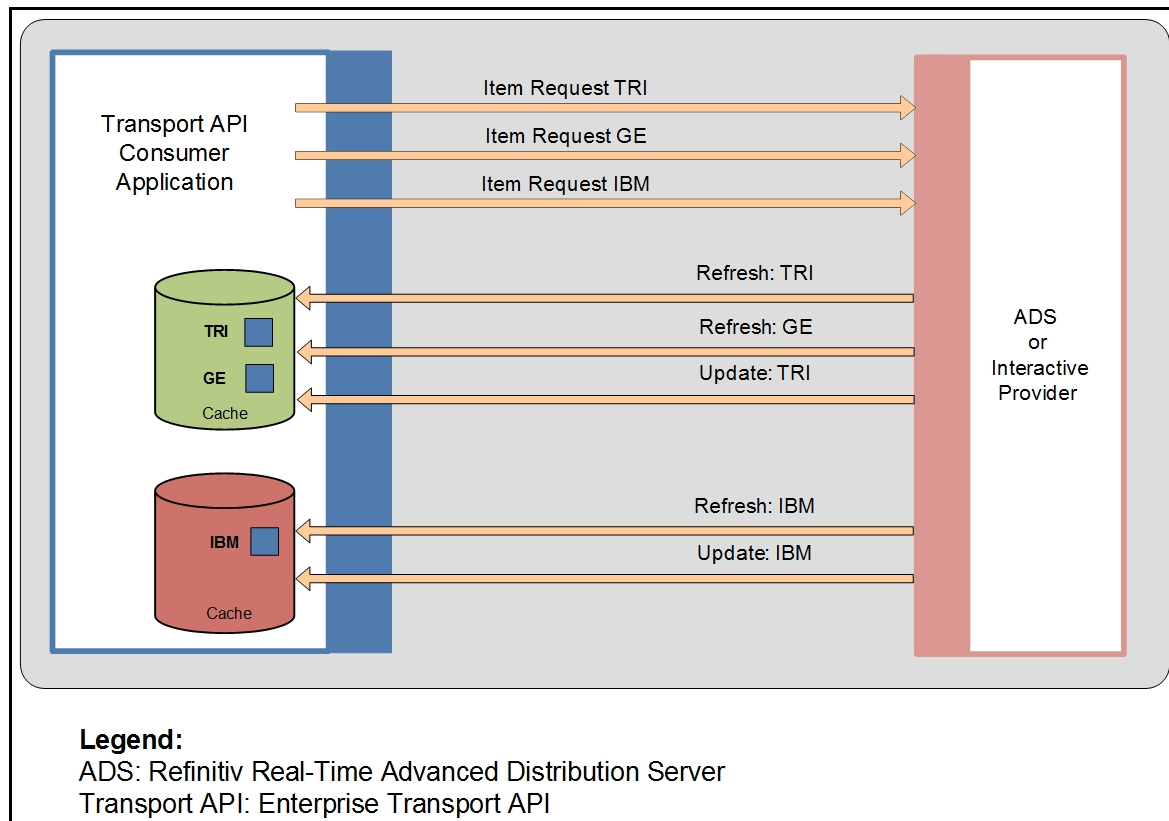 Transport API
Consumer
Application
Item Request TRI
Item Request GE
Item Request IBM
Refresh: TRI
Refresh: GE
Update: TRI
TRI
GE
Cache
Refresh: IBM
Update: IBM
IBM
Cache
ADS
or
Interactive
Provider
Legend:
ADS: Refinitiv Real-Time Advanced Distribution Server
Transport API: Enterprise Transport API